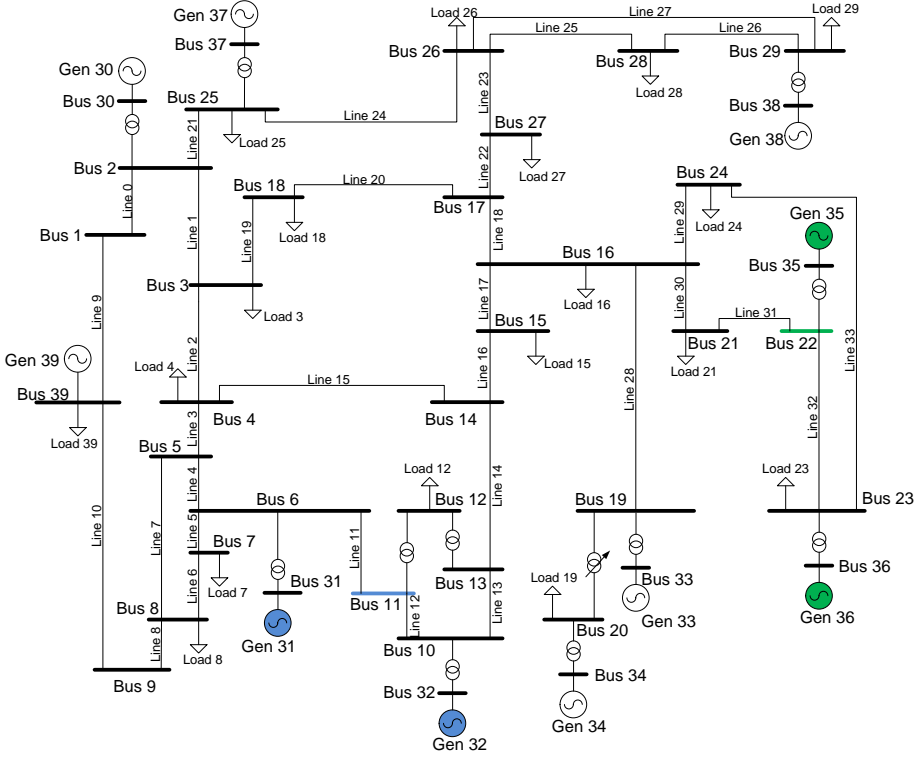 Gen 37
Bus 37
Gen 30
Bus 30
Load 26
Line 27
Load 29
Line 25
Line 26
Bus 26
Bus 28
Bus 29
Load 28
Bus 38
Gen 38
Bus 25
Line 24
Load 25
Line 21
Line 23
Bus 27
Load 27
Line 22
Bus 2
Line 0
Line 1
Bus 18
Line 20
Load 18
Line 19
Bus 17
Line 18
Bus 24
Load 24
Line 29
Gen 35
Bus 35
Bus 1
Line 9
Bus 16
Load 16
Line 30
Bus 3
Load 3
Line 2
Line 17
Bus 15
Load 15
Line 16
Line 31
Bus 21
Load 21
Bus 22
Line 33
Line 28
Line 32
Gen 39
Bus 39
Load 39
Load 4
Line 15
Bus 4
Bus 14
Line 3
Bus 5
Line 4
Line 14
Line 10
Line 7
Line 5
Bus 6
Line 11
Load 12
Bus 12
Bus 19
Load 23
Bus 23
Bus 7
Load 7
Line 6
Bus 31
Gen 31
Bus 11
Line 12
Bus 13
Line 13
Bus 10
Load 19
Bus 20
Bus 33
Gen 33
Bus 36
Gen 36
Bus 8
Line 8
Load 8
Bus 9
Bus 32
Gen 32
Bus 34
Gen 34